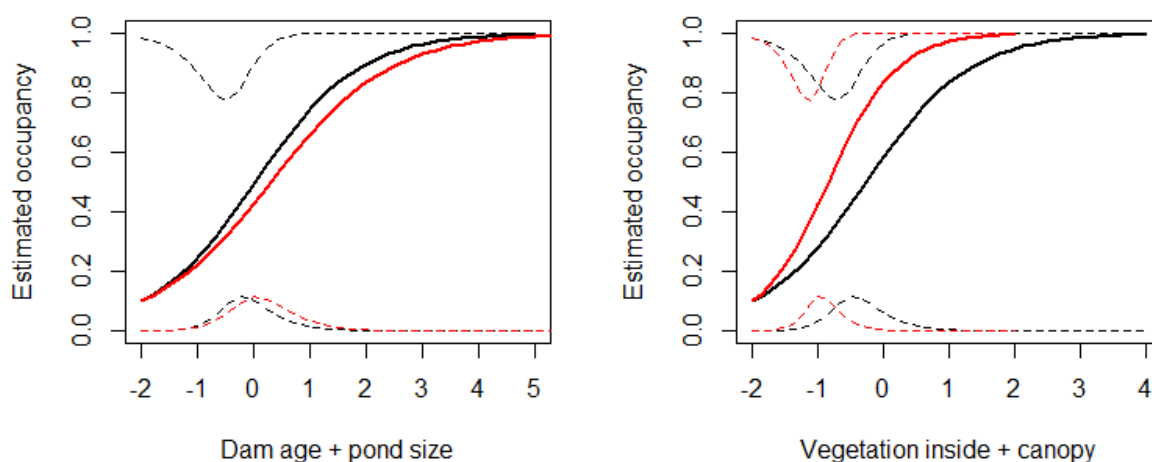 Estimated occupancy
0.0 0.2 0.4 0.6 0.8 1.0
-2 -1 0 1 2 3 4 5
Dam age + pond size
Estimated occupancy
0.0 0.2 0.4 0.6 0.8 1.0
-2 -1 0 1 2 3 4
Vegetation inside + canopy